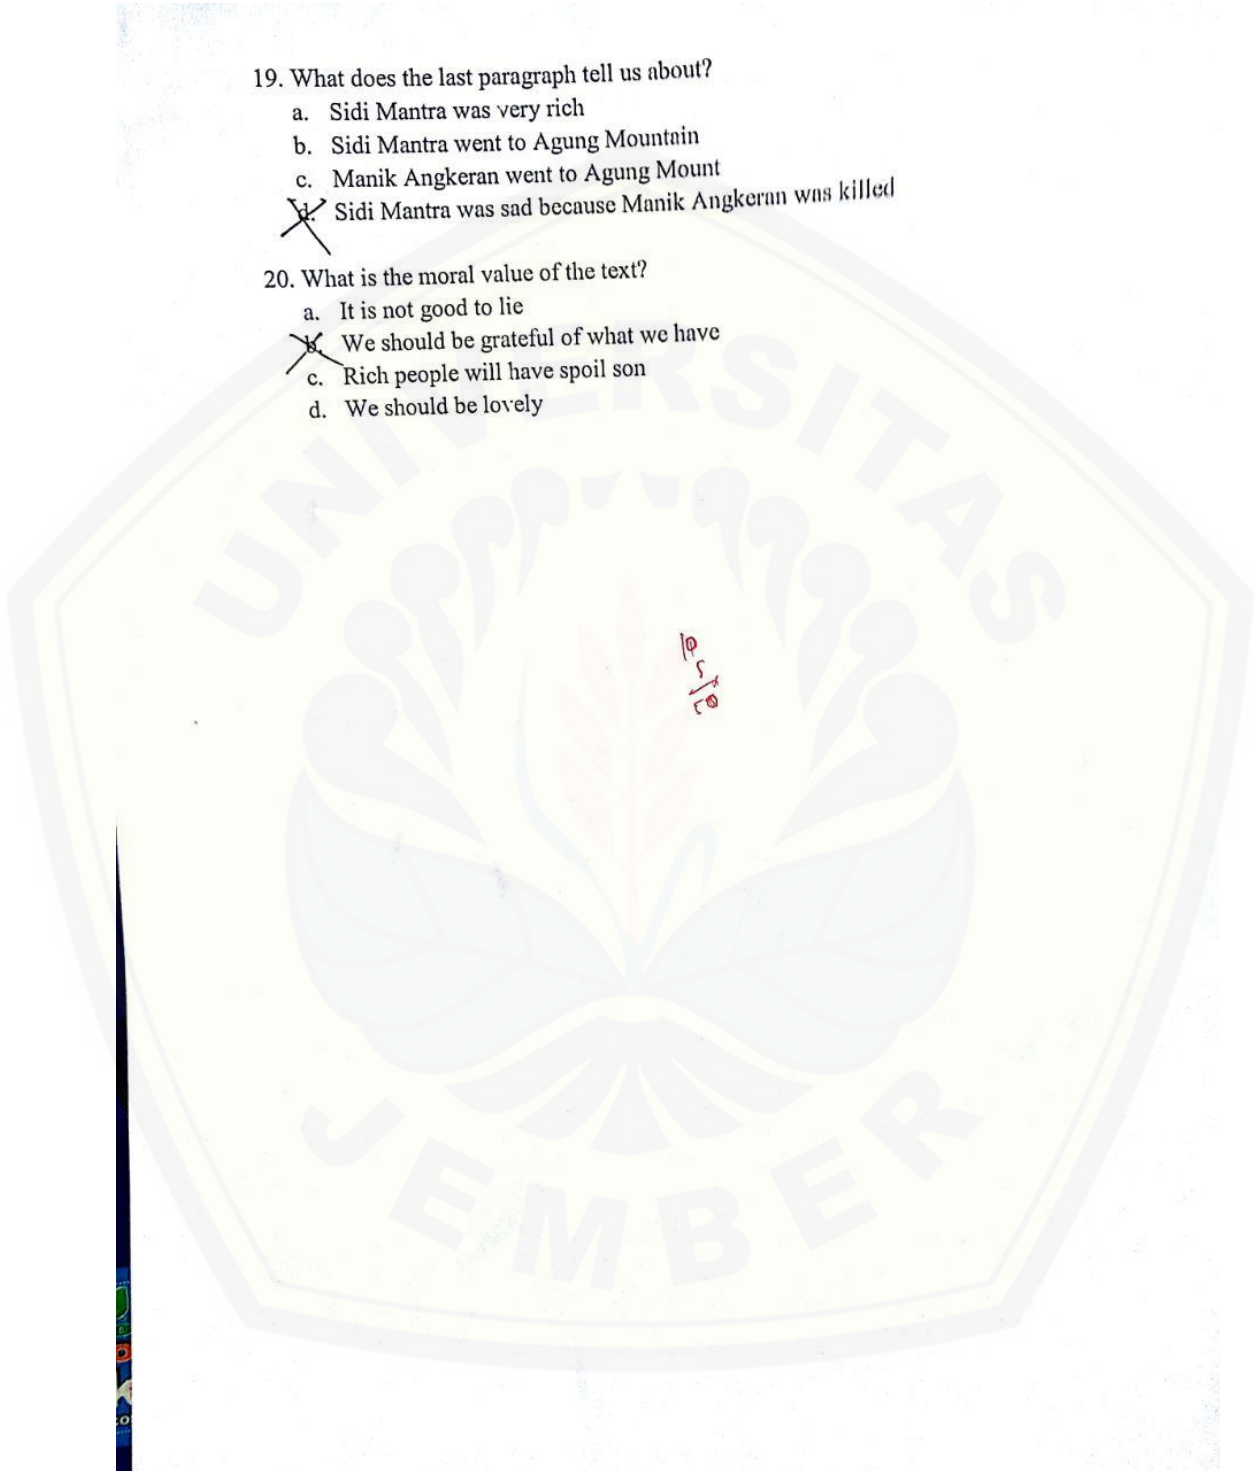 19. What does the last paragraph tell us about?
a. Sidi Mantra was very rich
b. Sidi Mantra went to Agung Mountain
c. Manik Angkeran went to Agung Mount
d. Sidi Mantra was sad because Manik Angkeran was killed
20. What is the moral value of the text?
a. It is not good to lie
b. We should be grateful of what we have
c. Rich people will have spoil son
d. We should be lovely
UNIVERSITAS
JEMBER